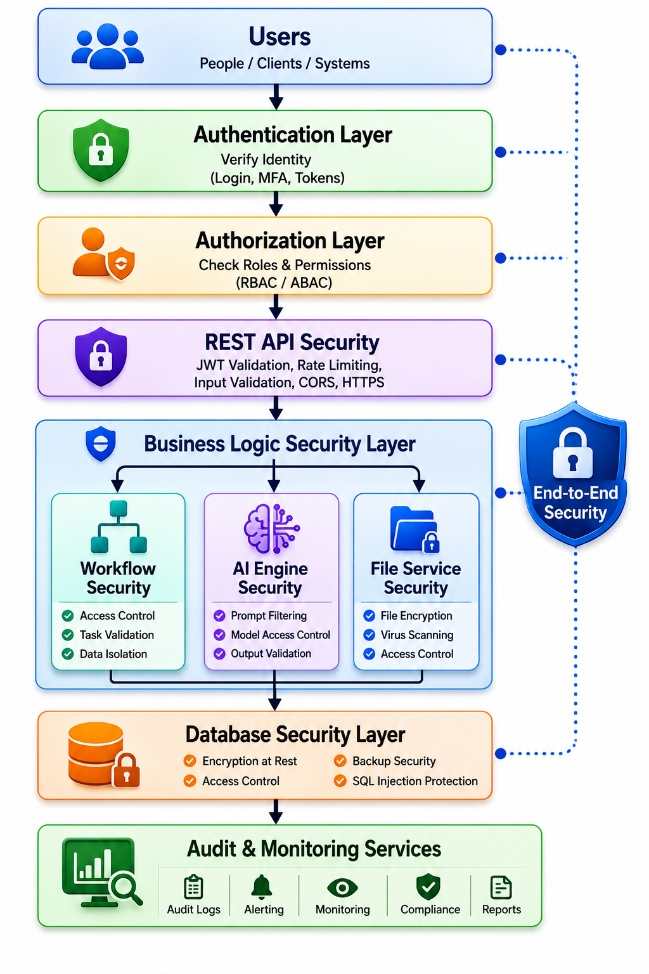 Users
People / Clients / Systems
Authentication Layer
Verify Identity
(Login, MFA, Tokens)
Authorization Layer
Check Roles & Permissions
(RBAC / ABAC)
REST API Security
JWT Validation, Rate Limiting,
Input Validation, CORS, HTTPS
Business Logic Security Layer
Workflow
Security
Access Control
Task Validation
Data Isolation
AI Engine
Security
Prompt Filtering
Model Access Control
Output Validation
File Service
Security
File Encryption
Virus Scanning
Access Control
End-to-End
Security
Database Security Layer
Encryption at Rest
Backup Security
Access Control
SQL Injection Protection
Audit & Monitoring Services
Audit Logs
Alerting
Monitoring
Compliance
Reports